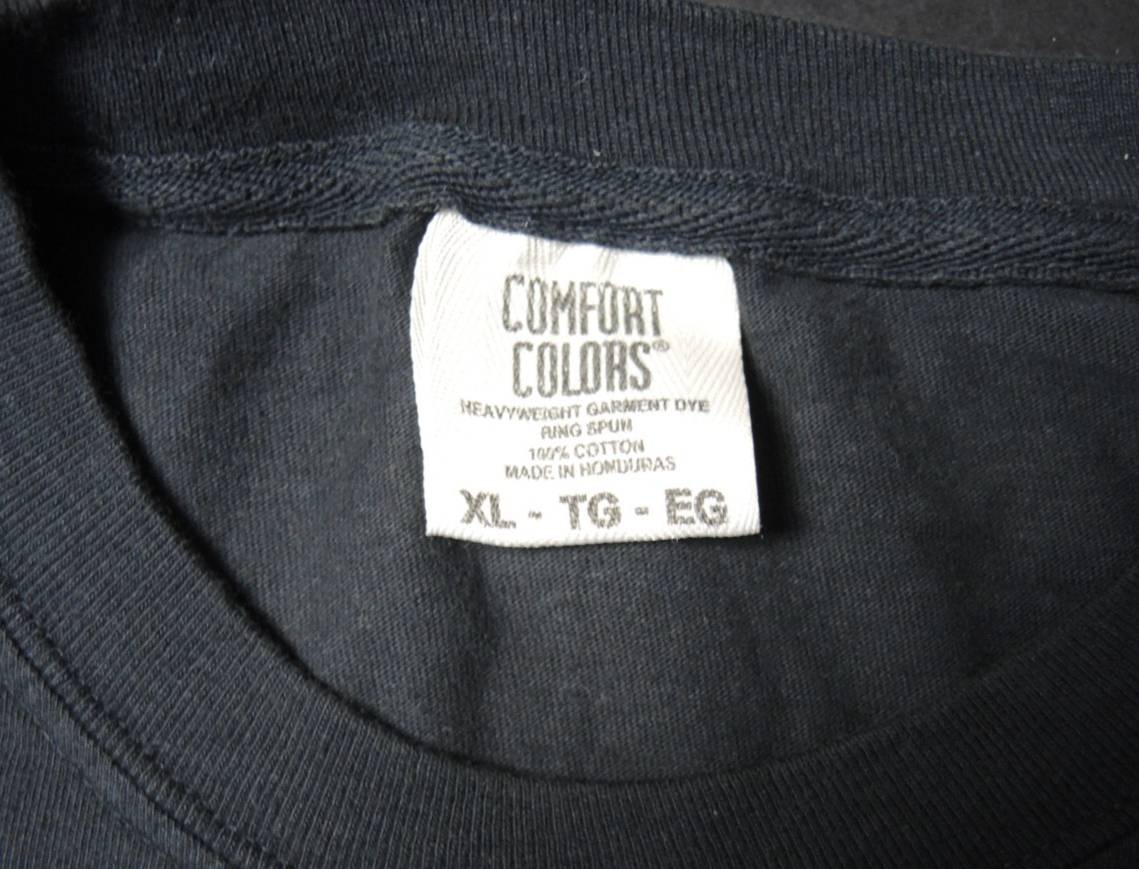 COMFORT
COLORS®
HEAVYWEIGHT GARMENT DYE
RING SPUN
100% COTTON
MADE IN HONDURAS
XL - TG - EG